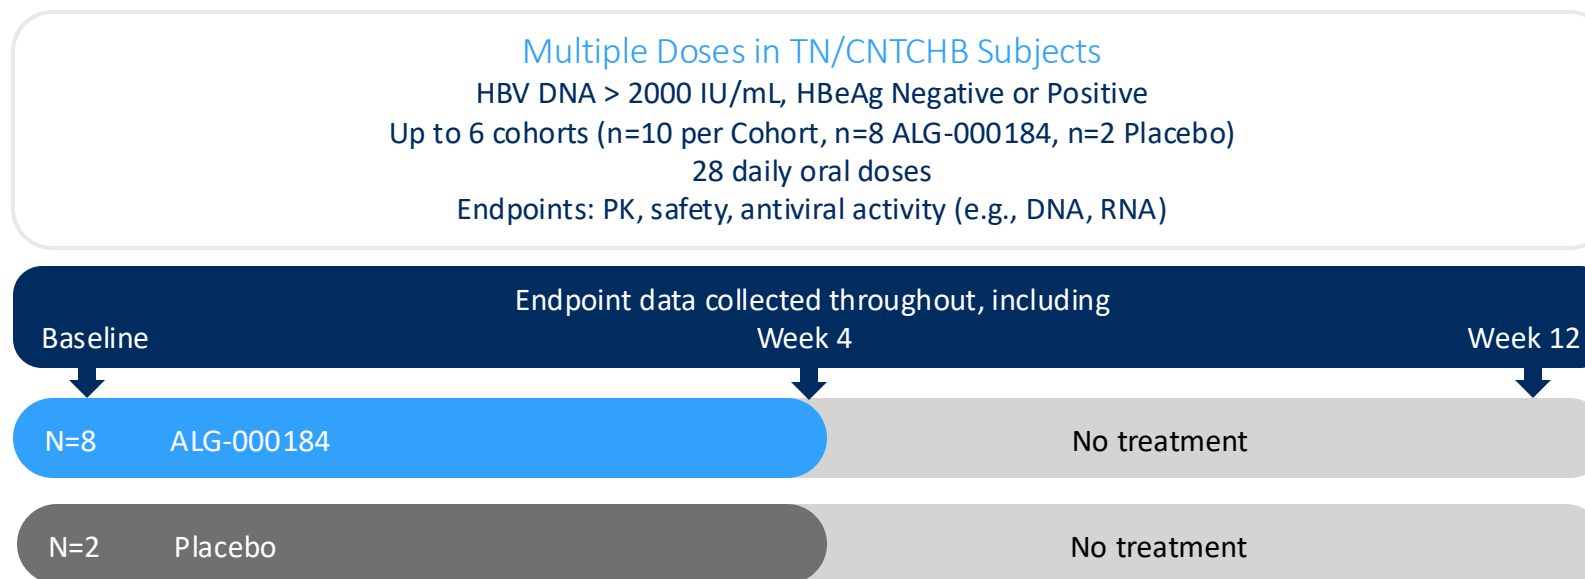 Multiple Doses in TN/CNTCHB Subjects
HBV DNA > 2000 IU/mL, HBeAg Negative or Positive
Up to 6 cohorts (n=10 per Cohort, n=8 ALG-000184, n=2 Placebo)
28 daily oral doses
Endpoints: PK, safety, antiviral activity (e.g., DNA, RNA)
Endpoint data collected throughout, including
Baseline Week 4 Week 12
N=8 ALG-000184 No treatment
N=2 Placebo No treatment